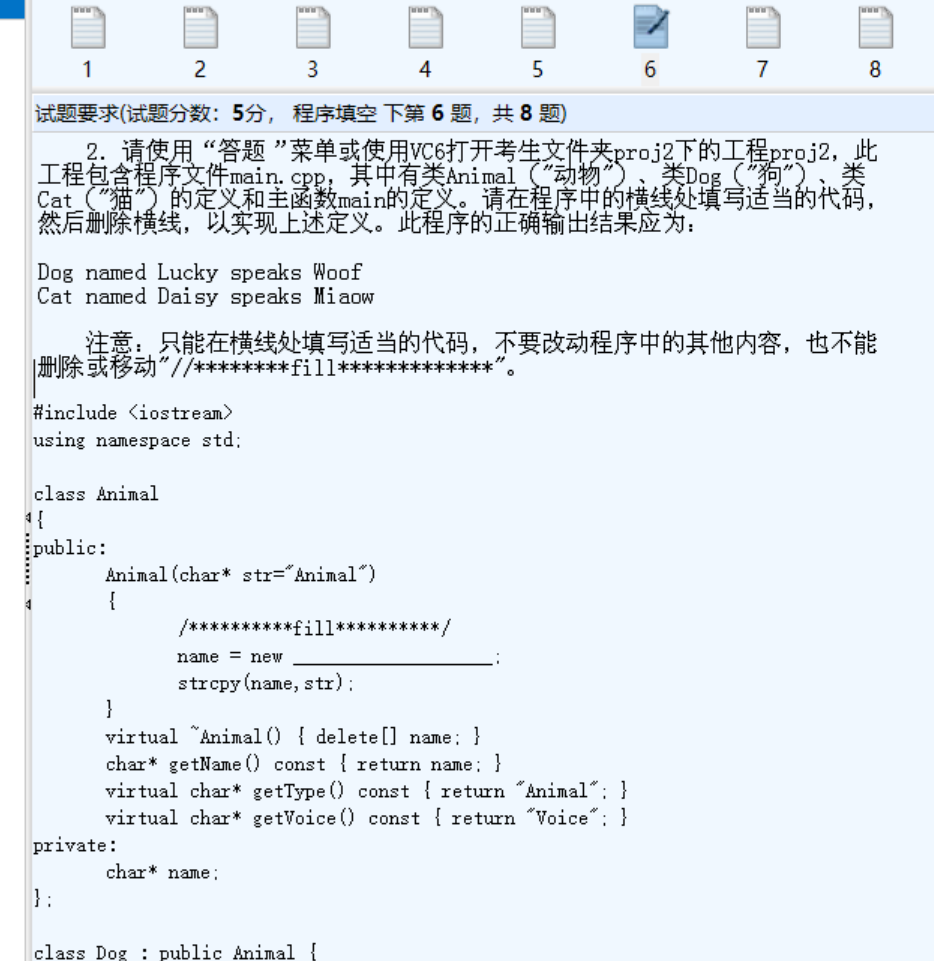 1 2 3 4 5 6 7 8
试题要求(试题分数: 5分, 程序填空 下第 6 题, 共 8 题)
2. 请使用“答题 ”菜单或使用VC6打开考生文件夹proj2下的工程proj2，此
工程包含程序文件main.cpp，其中有类Animal（"动物"）、类Dog（"狗"）、类
Cat（"猫"）的定义和主函数main的定义。请在程序中的横线处填写适当的代码，
然后删除横线，以实现上述定义。此程序的正确输出结果应为：
Dog named Lucky speaks Woof
Cat named Daisy speaks Miaow
注意：只能在横线处填写适当的代码，不要改动程序中的其他内容，也不能
删除或移动"//********fill*************"。
#include <iostream>
using namespace std;
class Animal
{
public:
Animal(char* str="Animal")
{
/**********fill**********/
name = new ___________________;
strcpy(name,str);
}
virtual ~Animal() { delete[] name; }
char* getName() const { return name; }
virtual char* getType() const { return "Animal"; }
virtual char* getVoice() const { return "Voice"; }
private:
char* name;
};
class Dog : public Animal {